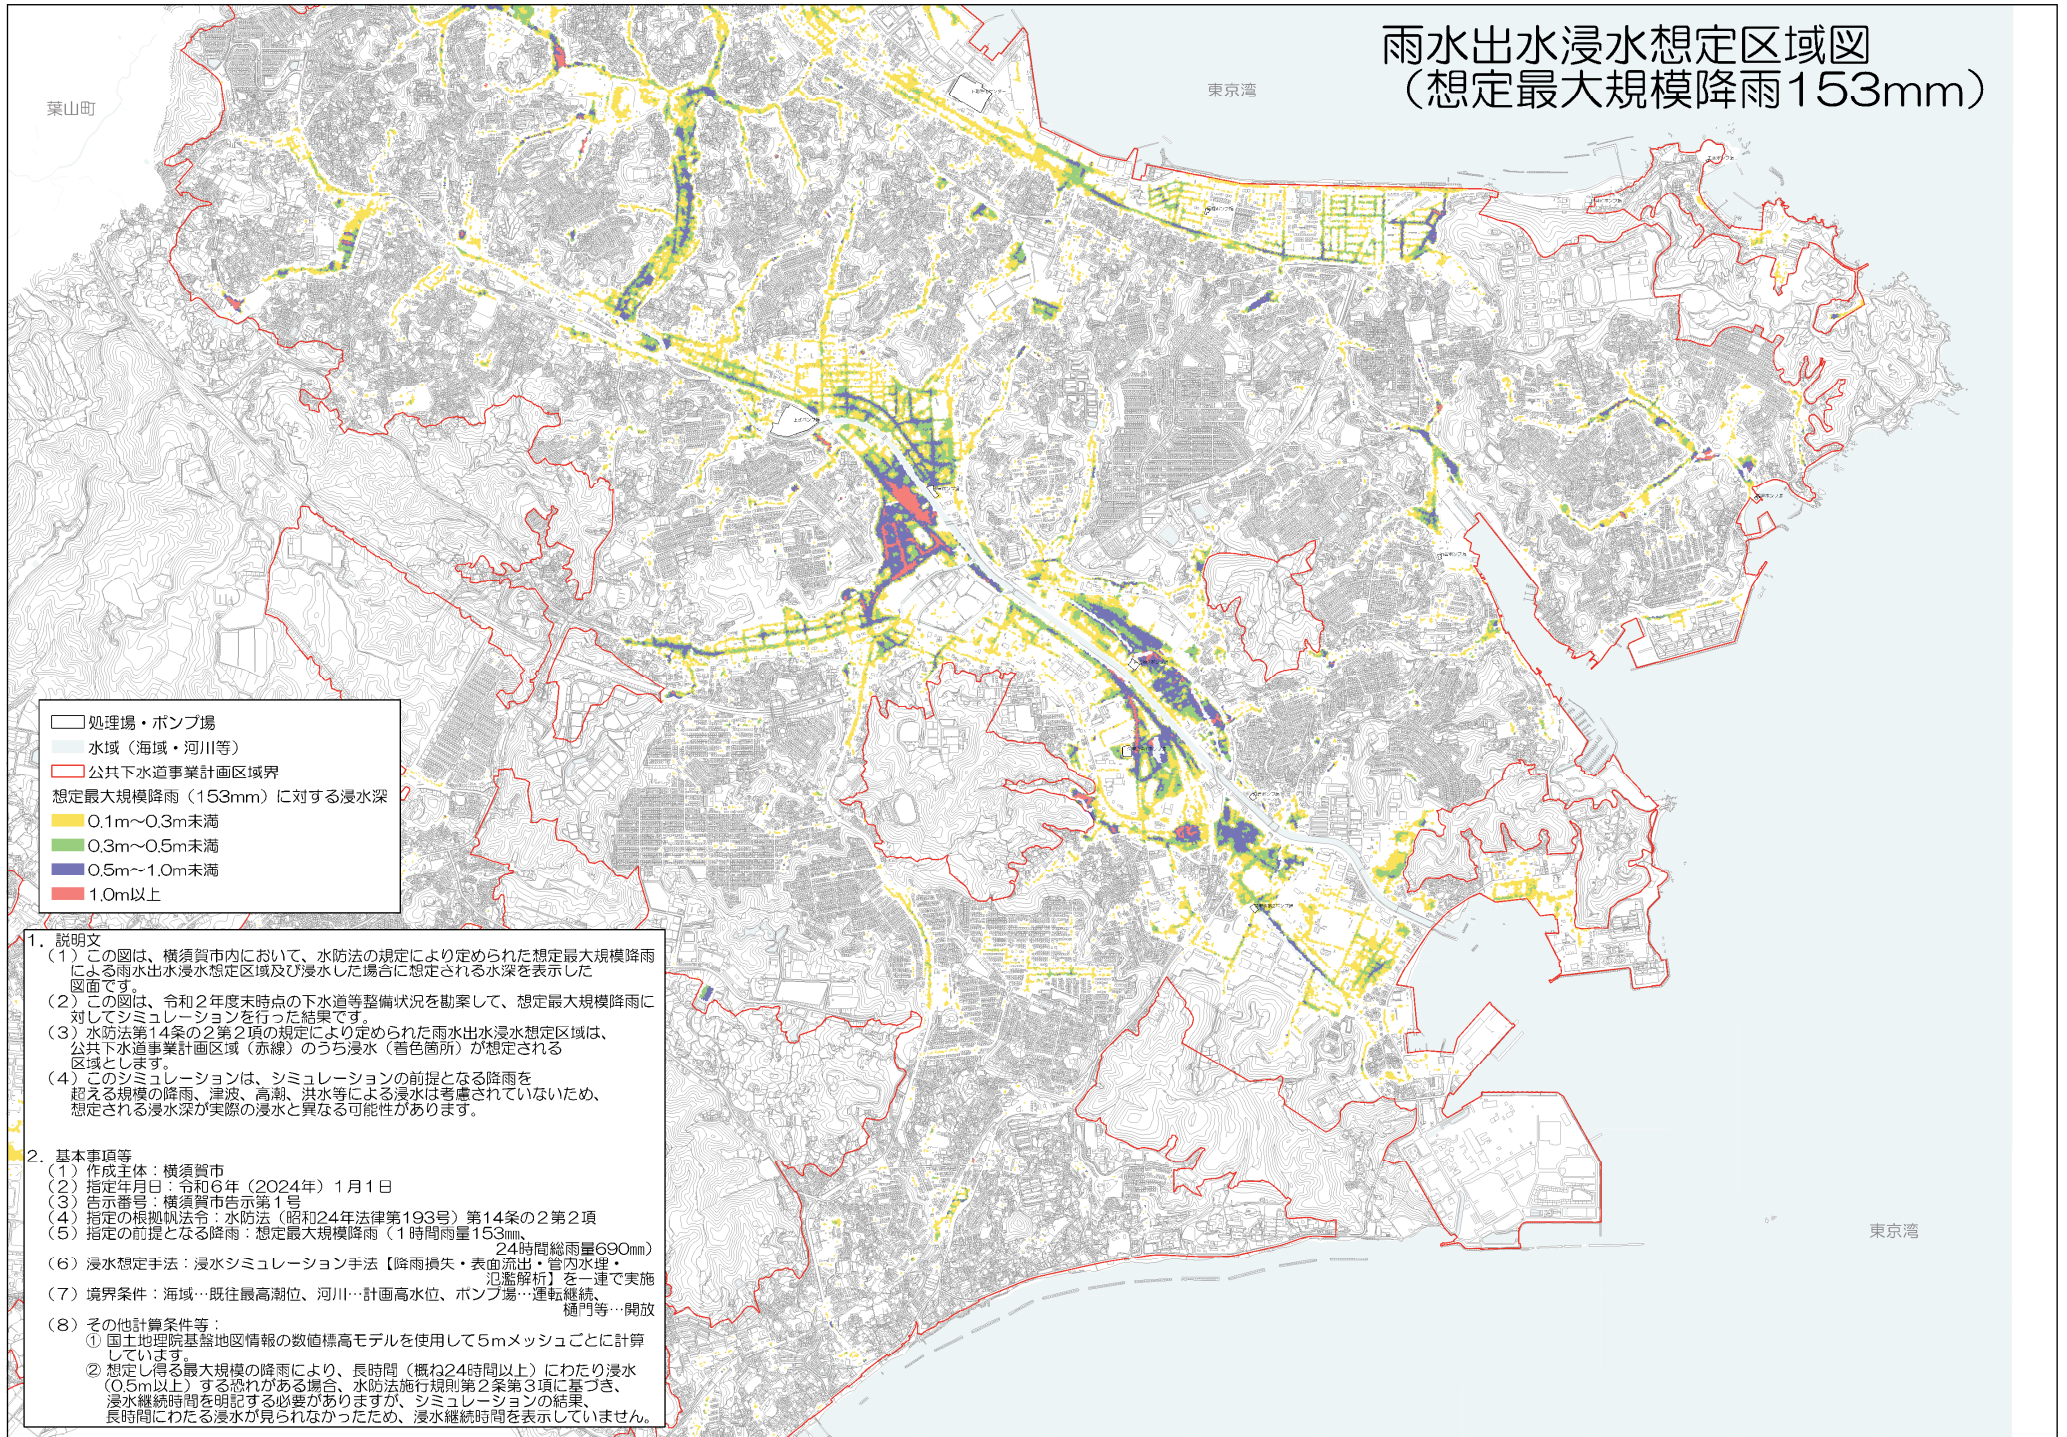 雨水出水浸水想定区域図
（想定最大規模降雨153mm）
葉山町
東京湾
処理場・ポンプ場
水域（海域・河川等）
公共下水道事業計画区域界
想定最大規模降雨（153mm）に対する浸水深
0.1m～0.3m未満
0.3m～0.5m未満
0.5m～1.0m未満
1.0m以上
1．説明文
（1）この図は、横須賀市内において、水防法の規定により定められた想定最大規模降雨
による雨水出水浸水想定区域及び浸水した場合に想定される水深を表示した
図面です。
（2）この図は、令和2年度末時点の下水道等整備状況を勘案して、想定最大規模降雨に
対してシミュレーションを行った結果です。
（3）水防法第14条の2第2項の規定により定められた雨水出水浸水想定区域は、
公共下水道事業計画区域（赤線）のうち浸水（着色箇所）が想定される
区域とします。
（4）このシミュレーションは、シミュレーションの前提となる降雨を
超える規模の降雨、津波、高潮、洪水等による浸水は考慮されていないため、
想定される浸水深が実際の浸水と異なる可能性があります。
2．基本事項等
（1）作成主体：横須賀市
（2）指定年月日：令和6年（2024年）1月1日
（3）告示番号：横須賀市告示第1号
（4）指定の根拠帆法令：水防法（昭和24年法律第193号）第14条の2第2項
（5）指定の前提となる降雨：想定最大規模降雨（1時間雨量153㎜、
24時間総雨量690㎜）
（6）浸水想定手法：浸水シミュレーション手法【降雨損失・表面流出・管内水理・
氾濫解析】を一連で実施
（7）境界条件：海域…既往最高潮位、河川…計画高水位、ポンプ場…運転継続、
樋門等…開放
（8）その他計算条件等：
① 国土地理院基盤地図情報の数値標高モデルを使用して5mメッシュごとに計算
しています。
② 想定し得る最大規模の降雨により、長時間（概ね24時間以上）にわたり浸水
（0.5m以上）する恐れがある場合、水防法施行規則第2条第3項に基づき、
浸水継続時間を明記する必要がありますが、シミュレーションの結果、
長時間にわたる浸水が見られなかったため、浸水継続時間を表示していません。
東京湾